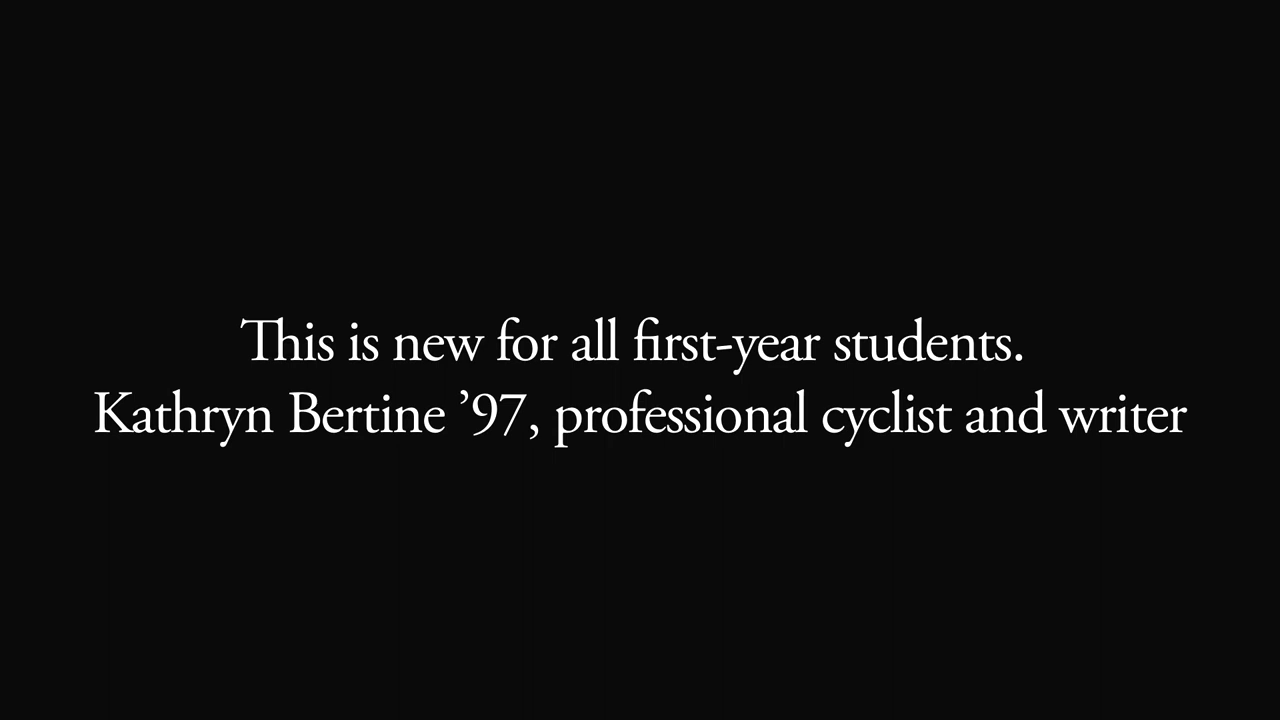 This is new for all first-year students.
Kathryn Bertine ’97, professional cyclist and writer